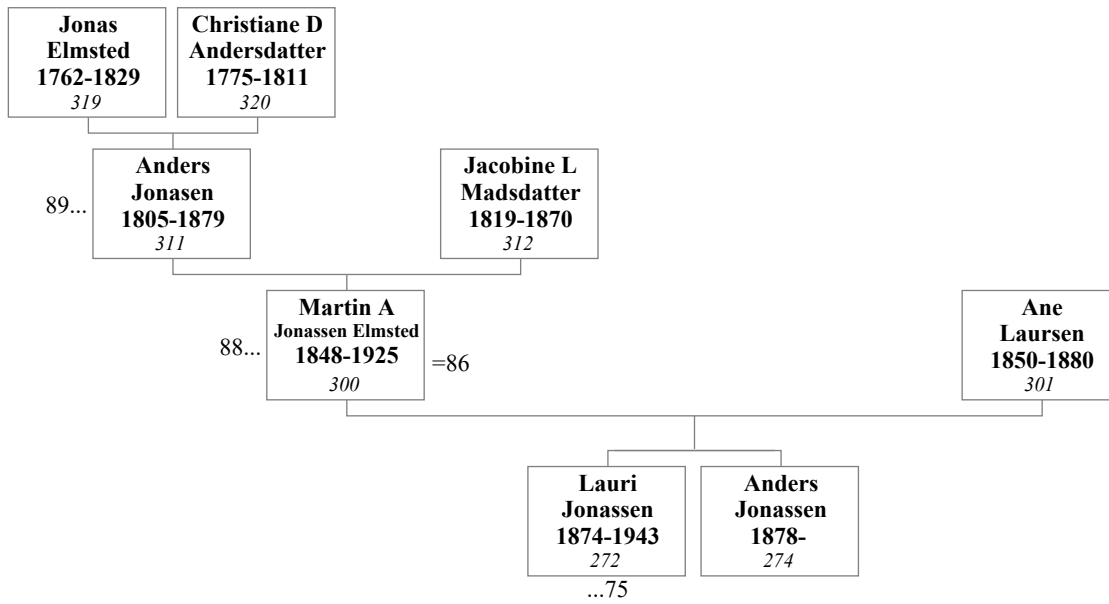 Jonas
Elmsted
1762-1829
319
Christiane D
Andersdatter
1775-1811
320
89...
Anders
Jonasen
1805-1879
311
Jacobine L
Madsdatter
1819-1870
312
88...
Martin A
Jonassen Elmsted
1848-1925
300
=86
Ane
Laursen
1850-1880
301
Lauri
Jonassen
1874-1943
272
...75
Anders
Jonassen
1878-
274